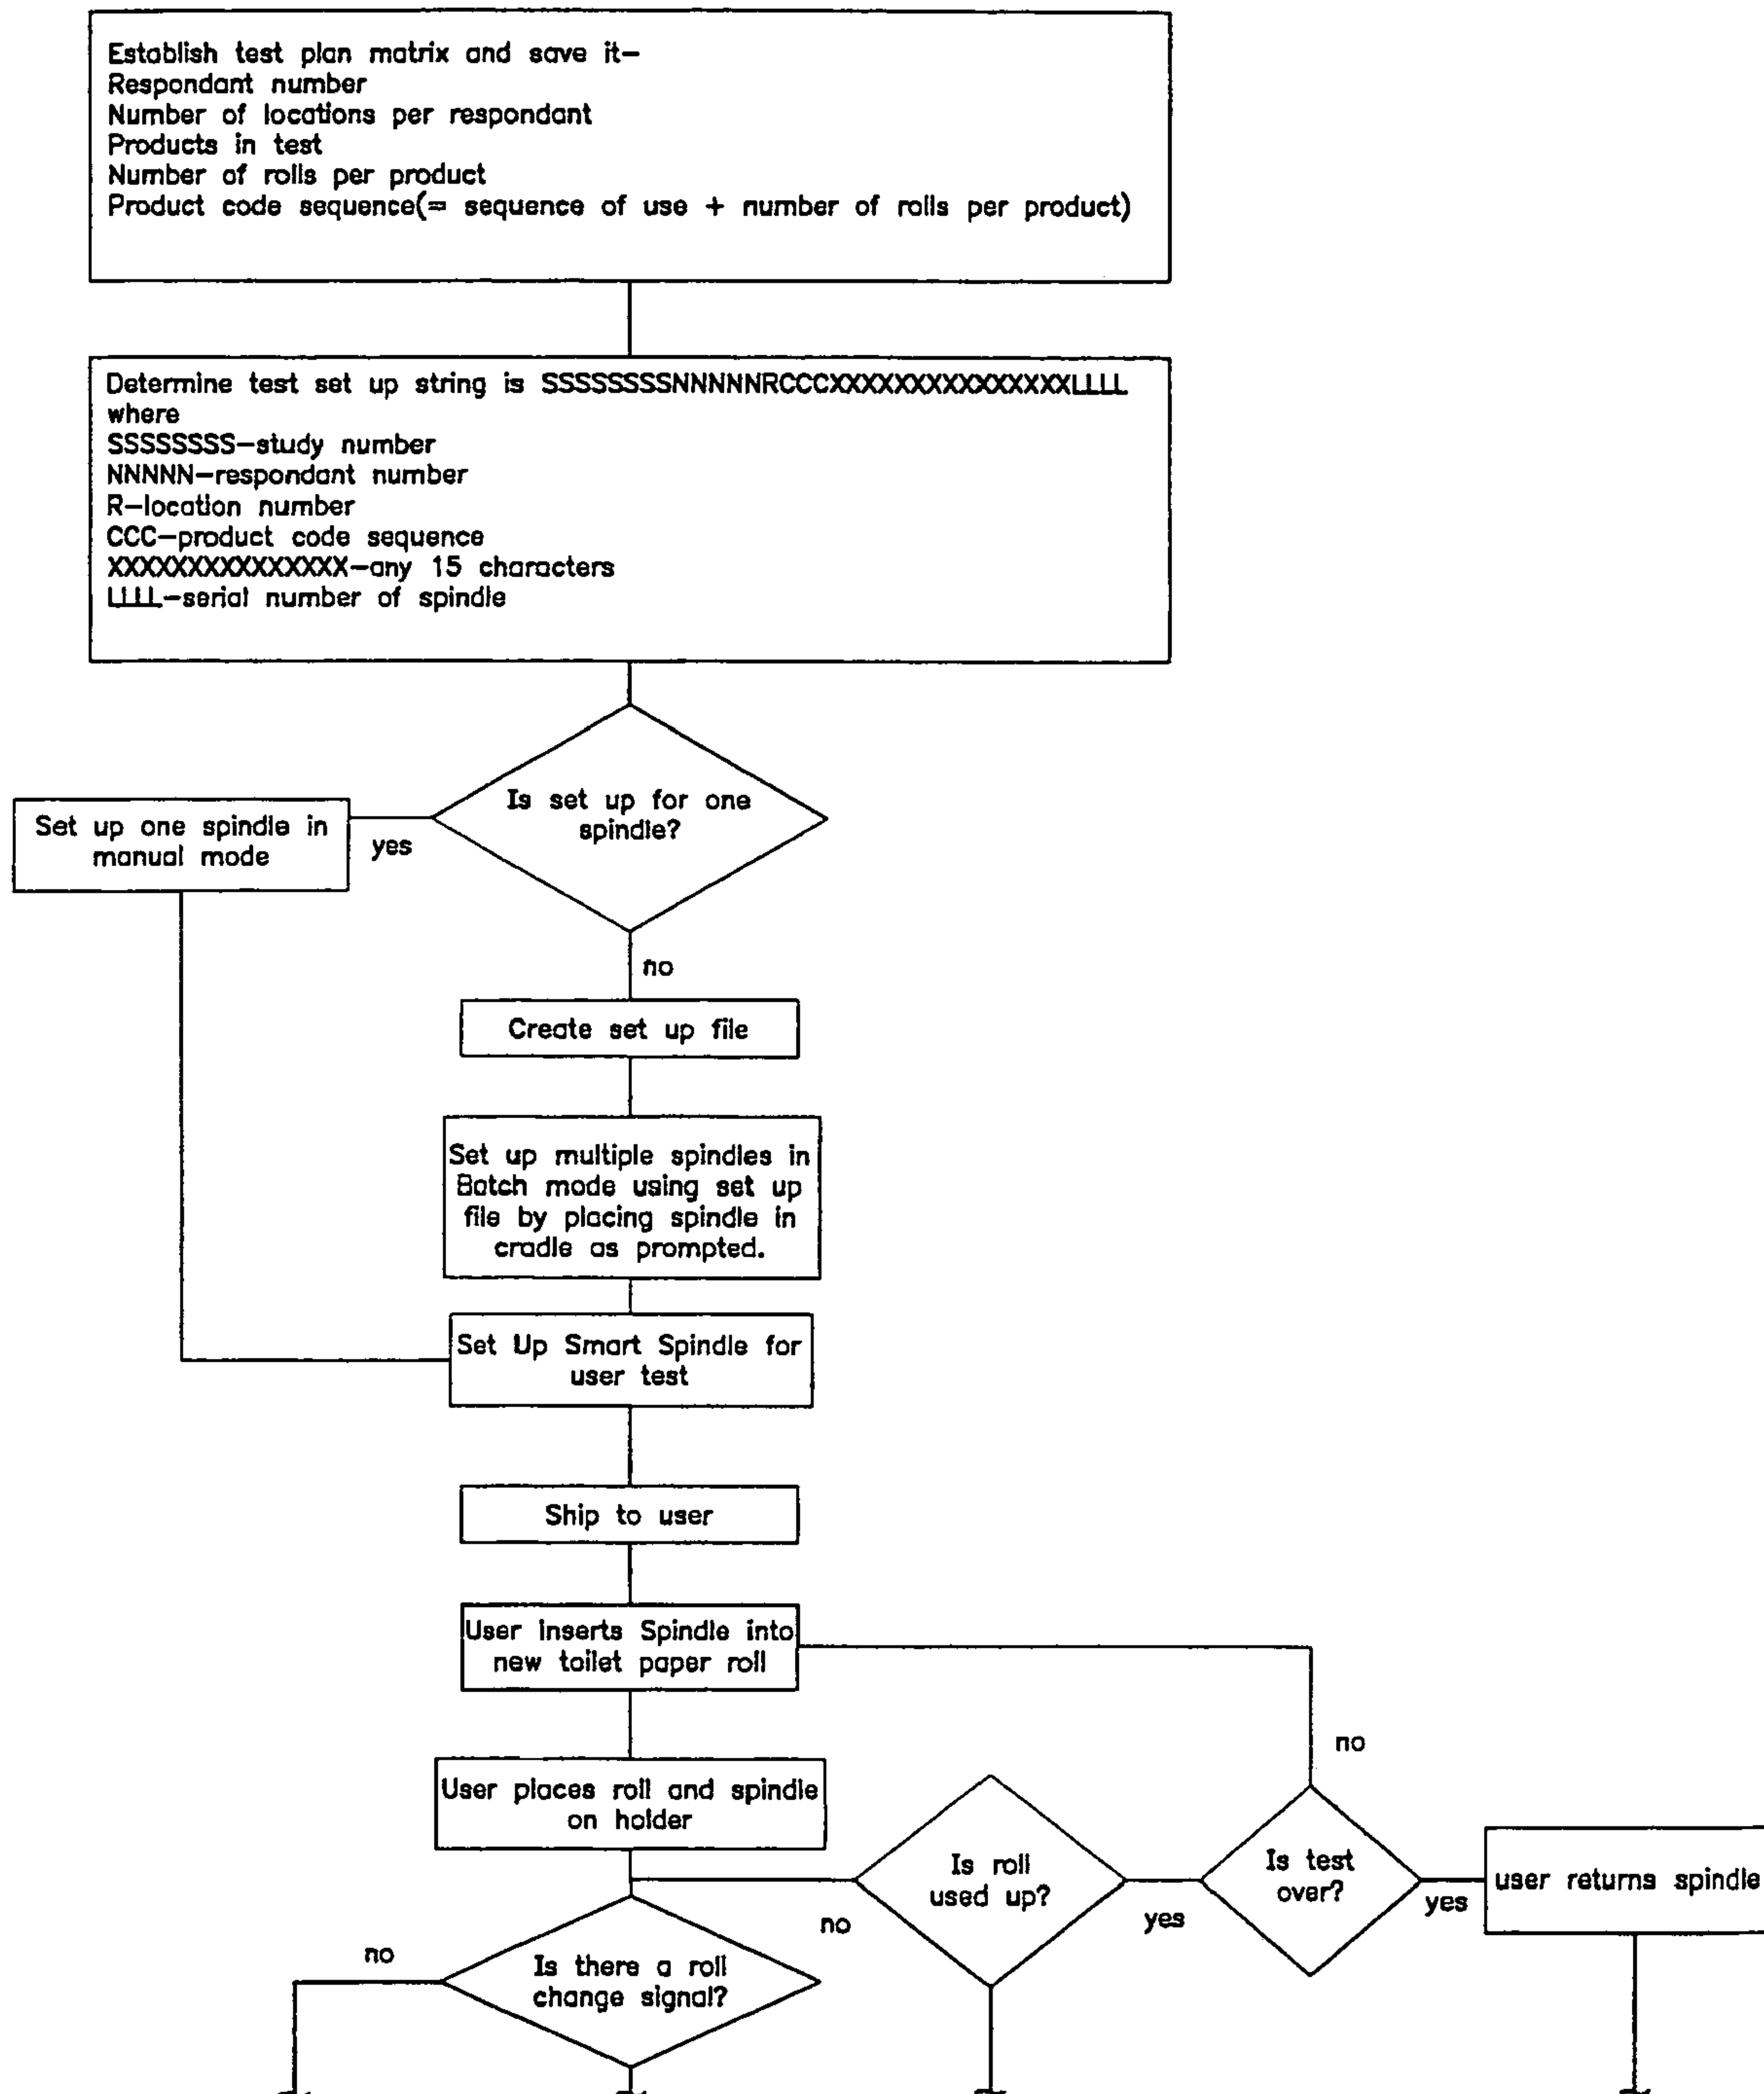 Establish test plan matrix and save it–
Respondant number
Number of locations per respondant
Products in test
Number of rolls per product
Product code sequence(= sequence of use + number of rolls per product)
Determine test set up string is SSSSSSSSNNNNNRCCCXXXXXXXXXXXXXXXLLLL
where
SSSSSSSS–study number
NNNNN–respondant number
R–location number
CCC–product code sequence
XXXXXXXXXXXXXXX–any 15 characters
LLLL–serial number of spindle
Is set up for one
spindle?
Set up one spindle in
manual mode
yes
no
Create set up file
Set up multiple spindles in
Batch mode using set up
file by placing spindle in
cradle as prompted.
Set Up Smart Spindle for
user test
Ship to user
User inserts Spindle into
new toilet paper roll
no
User places roll and spindle
on holder
Is roll
used up?
Is test
over?
user returns spindle
no
yes
yes
no
Is there a roll
change signal?